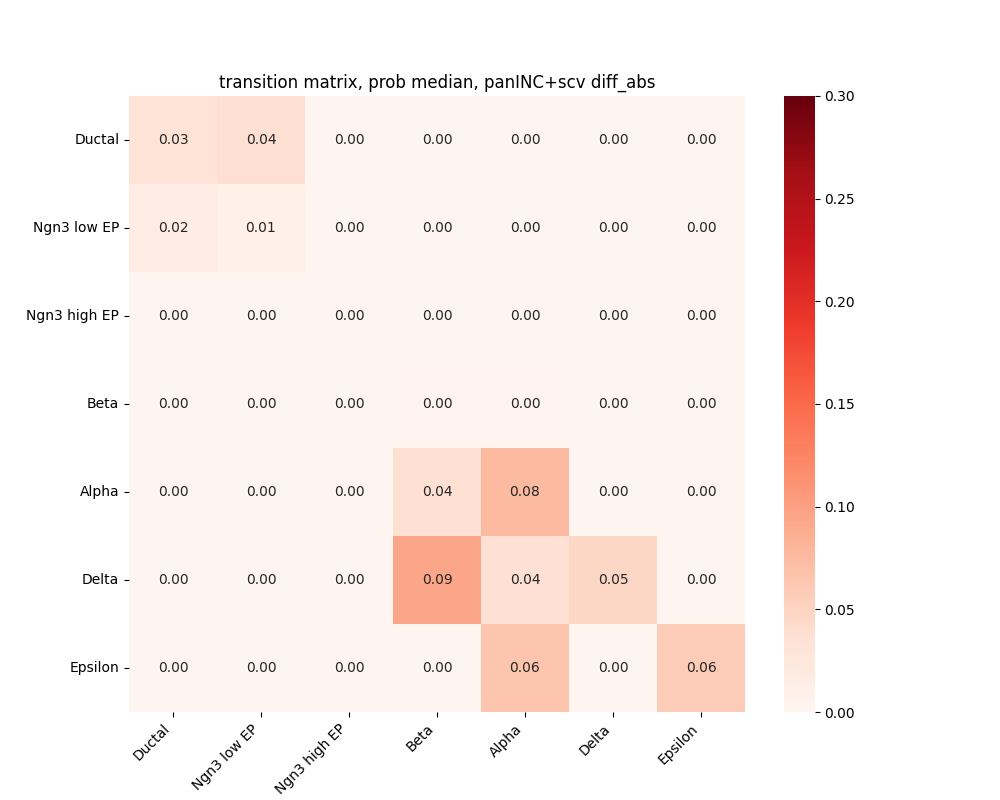 transition matrix, prob median, panINC+scv diff_abs
Ductal 0.03 0.04 0.00 0.00 0.00 0.00 0.00
Ngn3 low EP 0.02 0.01 0.00 0.00 0.00 0.00 0.00
Ngn3 high EP 0.00 0.00 0.00 0.00 0.00 0.00 0.00
Beta 0.00 0.00 0.00 0.00 0.00 0.00 0.00
Alpha 0.00 0.00 0.00 0.04 0.08 0.00 0.00
Delta 0.00 0.00 0.00 0.09 0.04 0.05 0.00
Epsilon 0.00 0.00 0.00 0.00 0.06 0.00 0.06
Ductal Ngn3 low EP Ngn3 high EP Beta Alpha Delta Epsilon
0.30
0.25
0.20
0.15
0.10
0.05
0.00